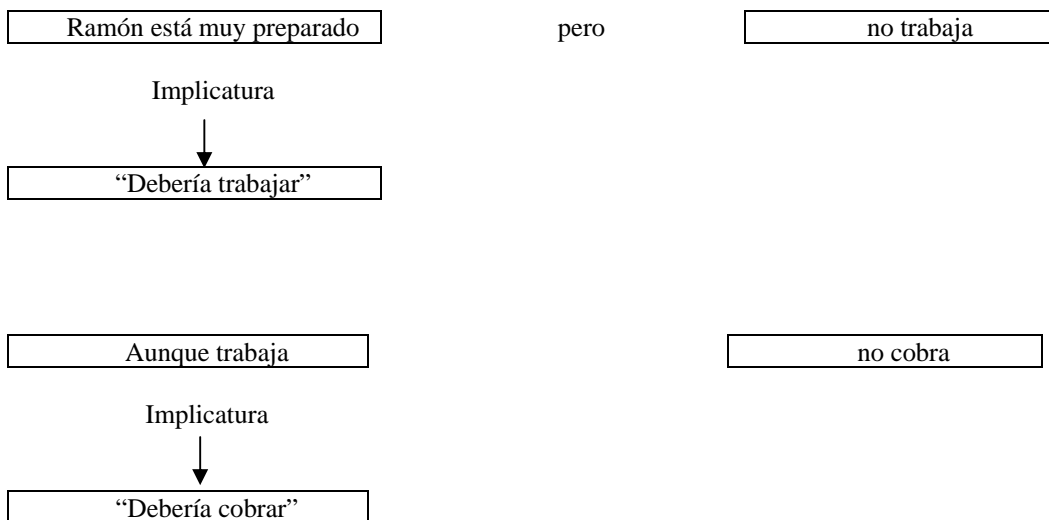 Ramón está muy preparado pero no trabaja
Implicatura
“Debería trabajar”
Aunque trabaja no cobra
Implicatura
“Debería cobrar”